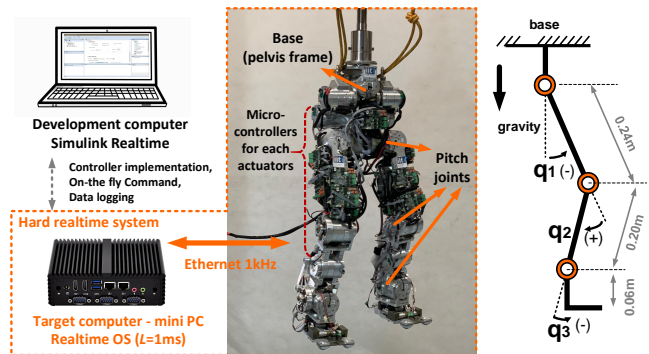 Development computer
Simulink Realtime
Controller implementation,
On-the fly Command,
Data logging
Hard realtime system
Target computer - mini PC
Realtime OS (L=1ms)
Ethernet 1kHz
Base
(pelvis frame)
Micro-
controllers
for each
actuators
Pitch
joints
base
gravity
0.24m
q1 (-)
q2
(+)
0.20m
0.06m
q3 (-)